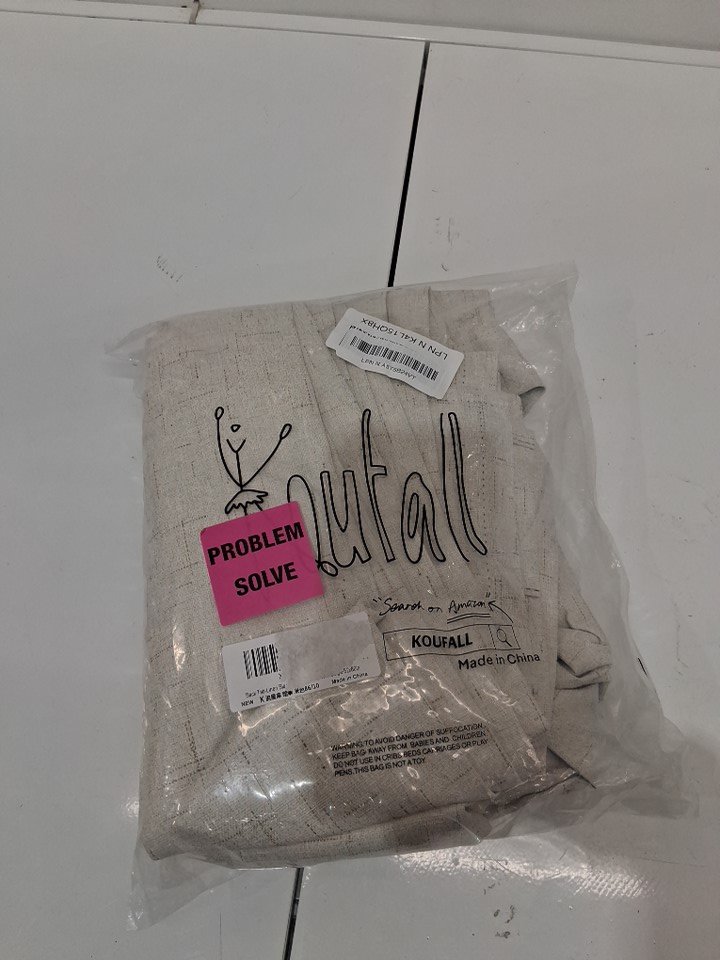 LPN N K4L15OHBX
koufall
PROBLEM
SOLVE
"Search on Amazon"
KOUFALL
Made in China
Made in China
NEW
WARNING:TO AVOID DANGER OF SUFFOCATION,
KEEP BAG AWAY FROM BABIES AND CHILDREN.
DO NOT USE IN CRIBS BEDS CARRIAGES OR PLAY
PENS.THIS BAG IS NOT A TOY